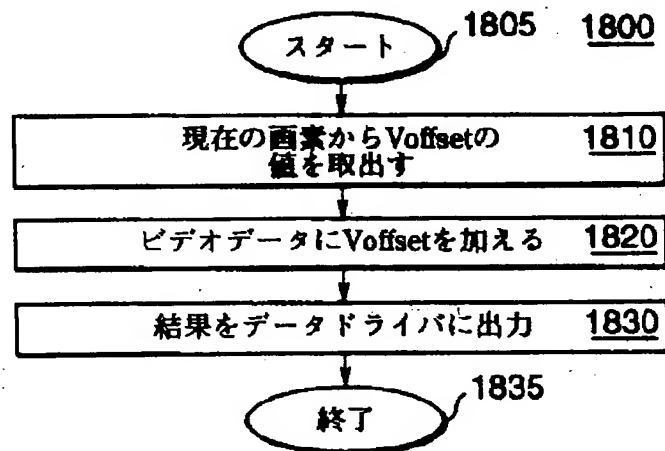 スタート 1805 1800
現在の画素からVoffsetの 1810
値を取出す
ビデオデータにVoffsetを加える 1820
結果をデータドライバに出力 1830
終了 1835